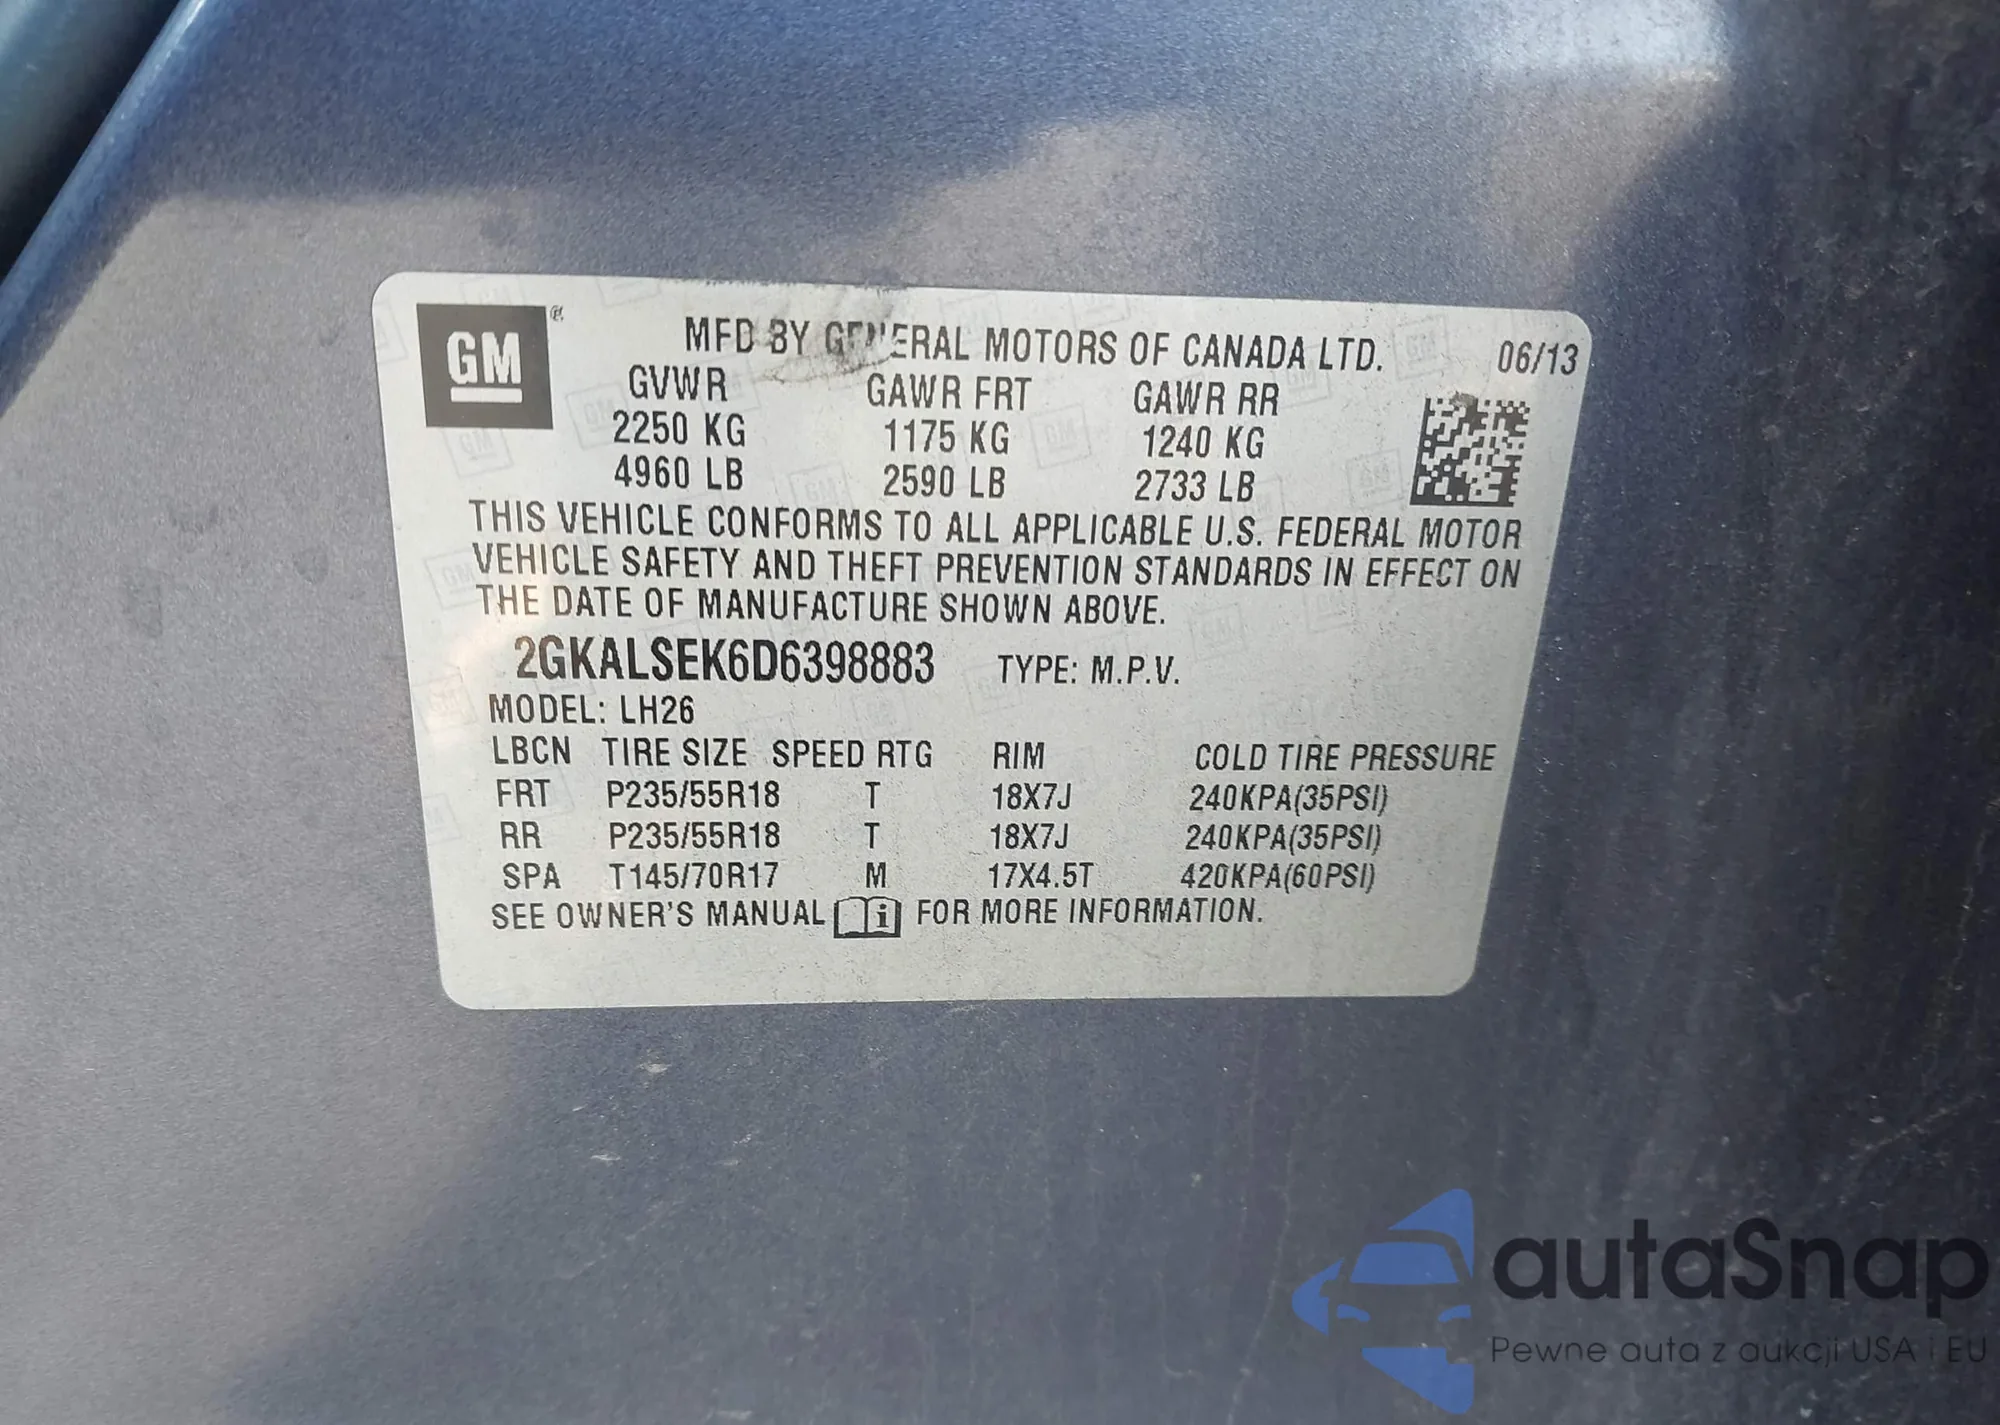 GM
MFD BY GENERAL MOTORS OF CANADA LTD. 06/13
GVWR GAWR FRT GAWR RR
2250 KG 1175 KG 1240 KG
4960 LB 2590 LB 2733 LB
THIS VEHICLE CONFORMS TO ALL APPLICABLE U.S. FEDERAL MOTOR
VEHICLE SAFETY AND THEFT PREVENTION STANDARDS IN EFFECT ON
THE DATE OF MANUFACTURE SHOWN ABOVE.
2GKALSEK6D6398883 TYPE: M.P.V.
MODEL: LH26
LBCN TIRE SIZE SPEED RTG RIM COLD TIRE PRESSURE
FRT P235/55R18 T 18X7J 240KPA(35PSI)
RR P235/55R18 T 18X7J 240KPA(35PSI)
SPA T145/70R17 M 17X4.5T 420KPA(60PSI)
SEE OWNER'S MANUAL i FOR MORE INFORMATION.
autaSnap
Pewne auta z aukcji USA i EU